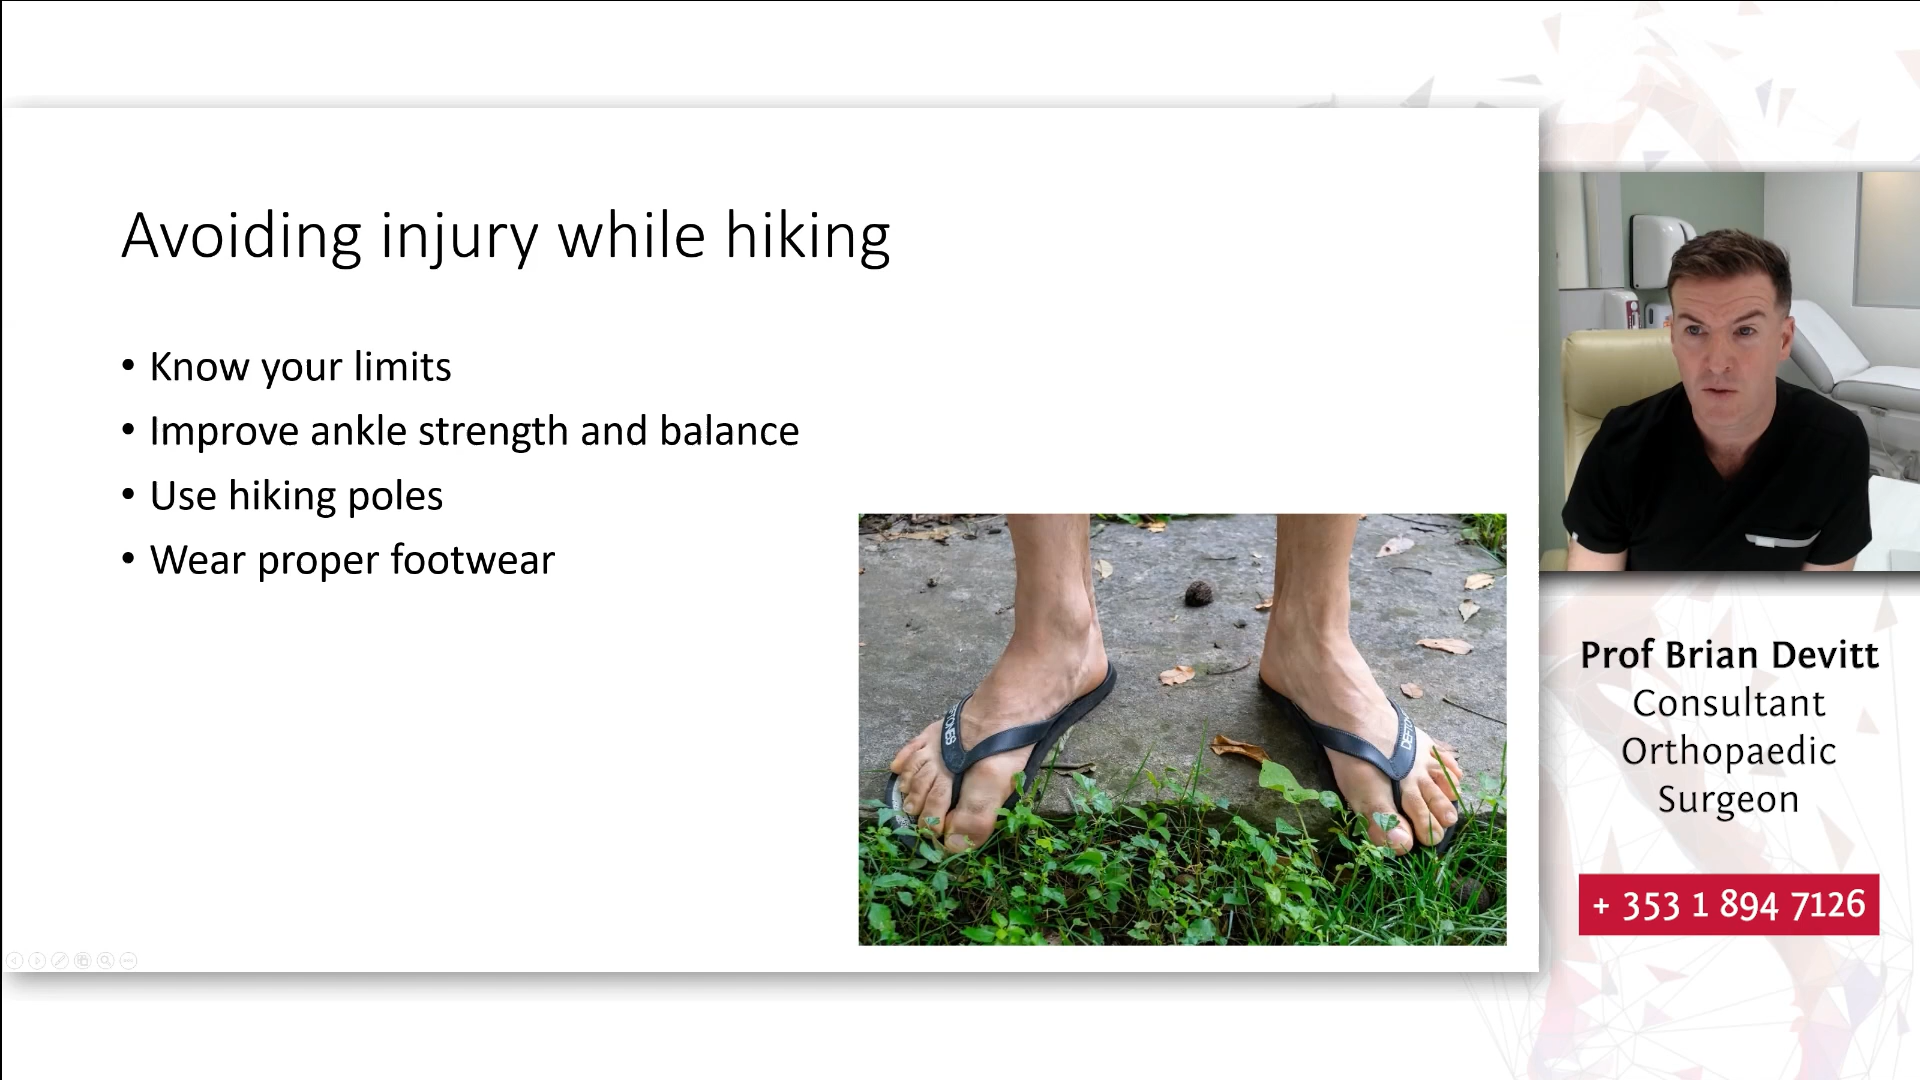 Avoiding injury while hiking
• Know your limits
• Improve ankle strength and balance
• Use hiking poles
• Wear proper footwear
Prof Brian Devitt
Consultant
Orthopaedic
Surgeon
+ 353 1 894 7126